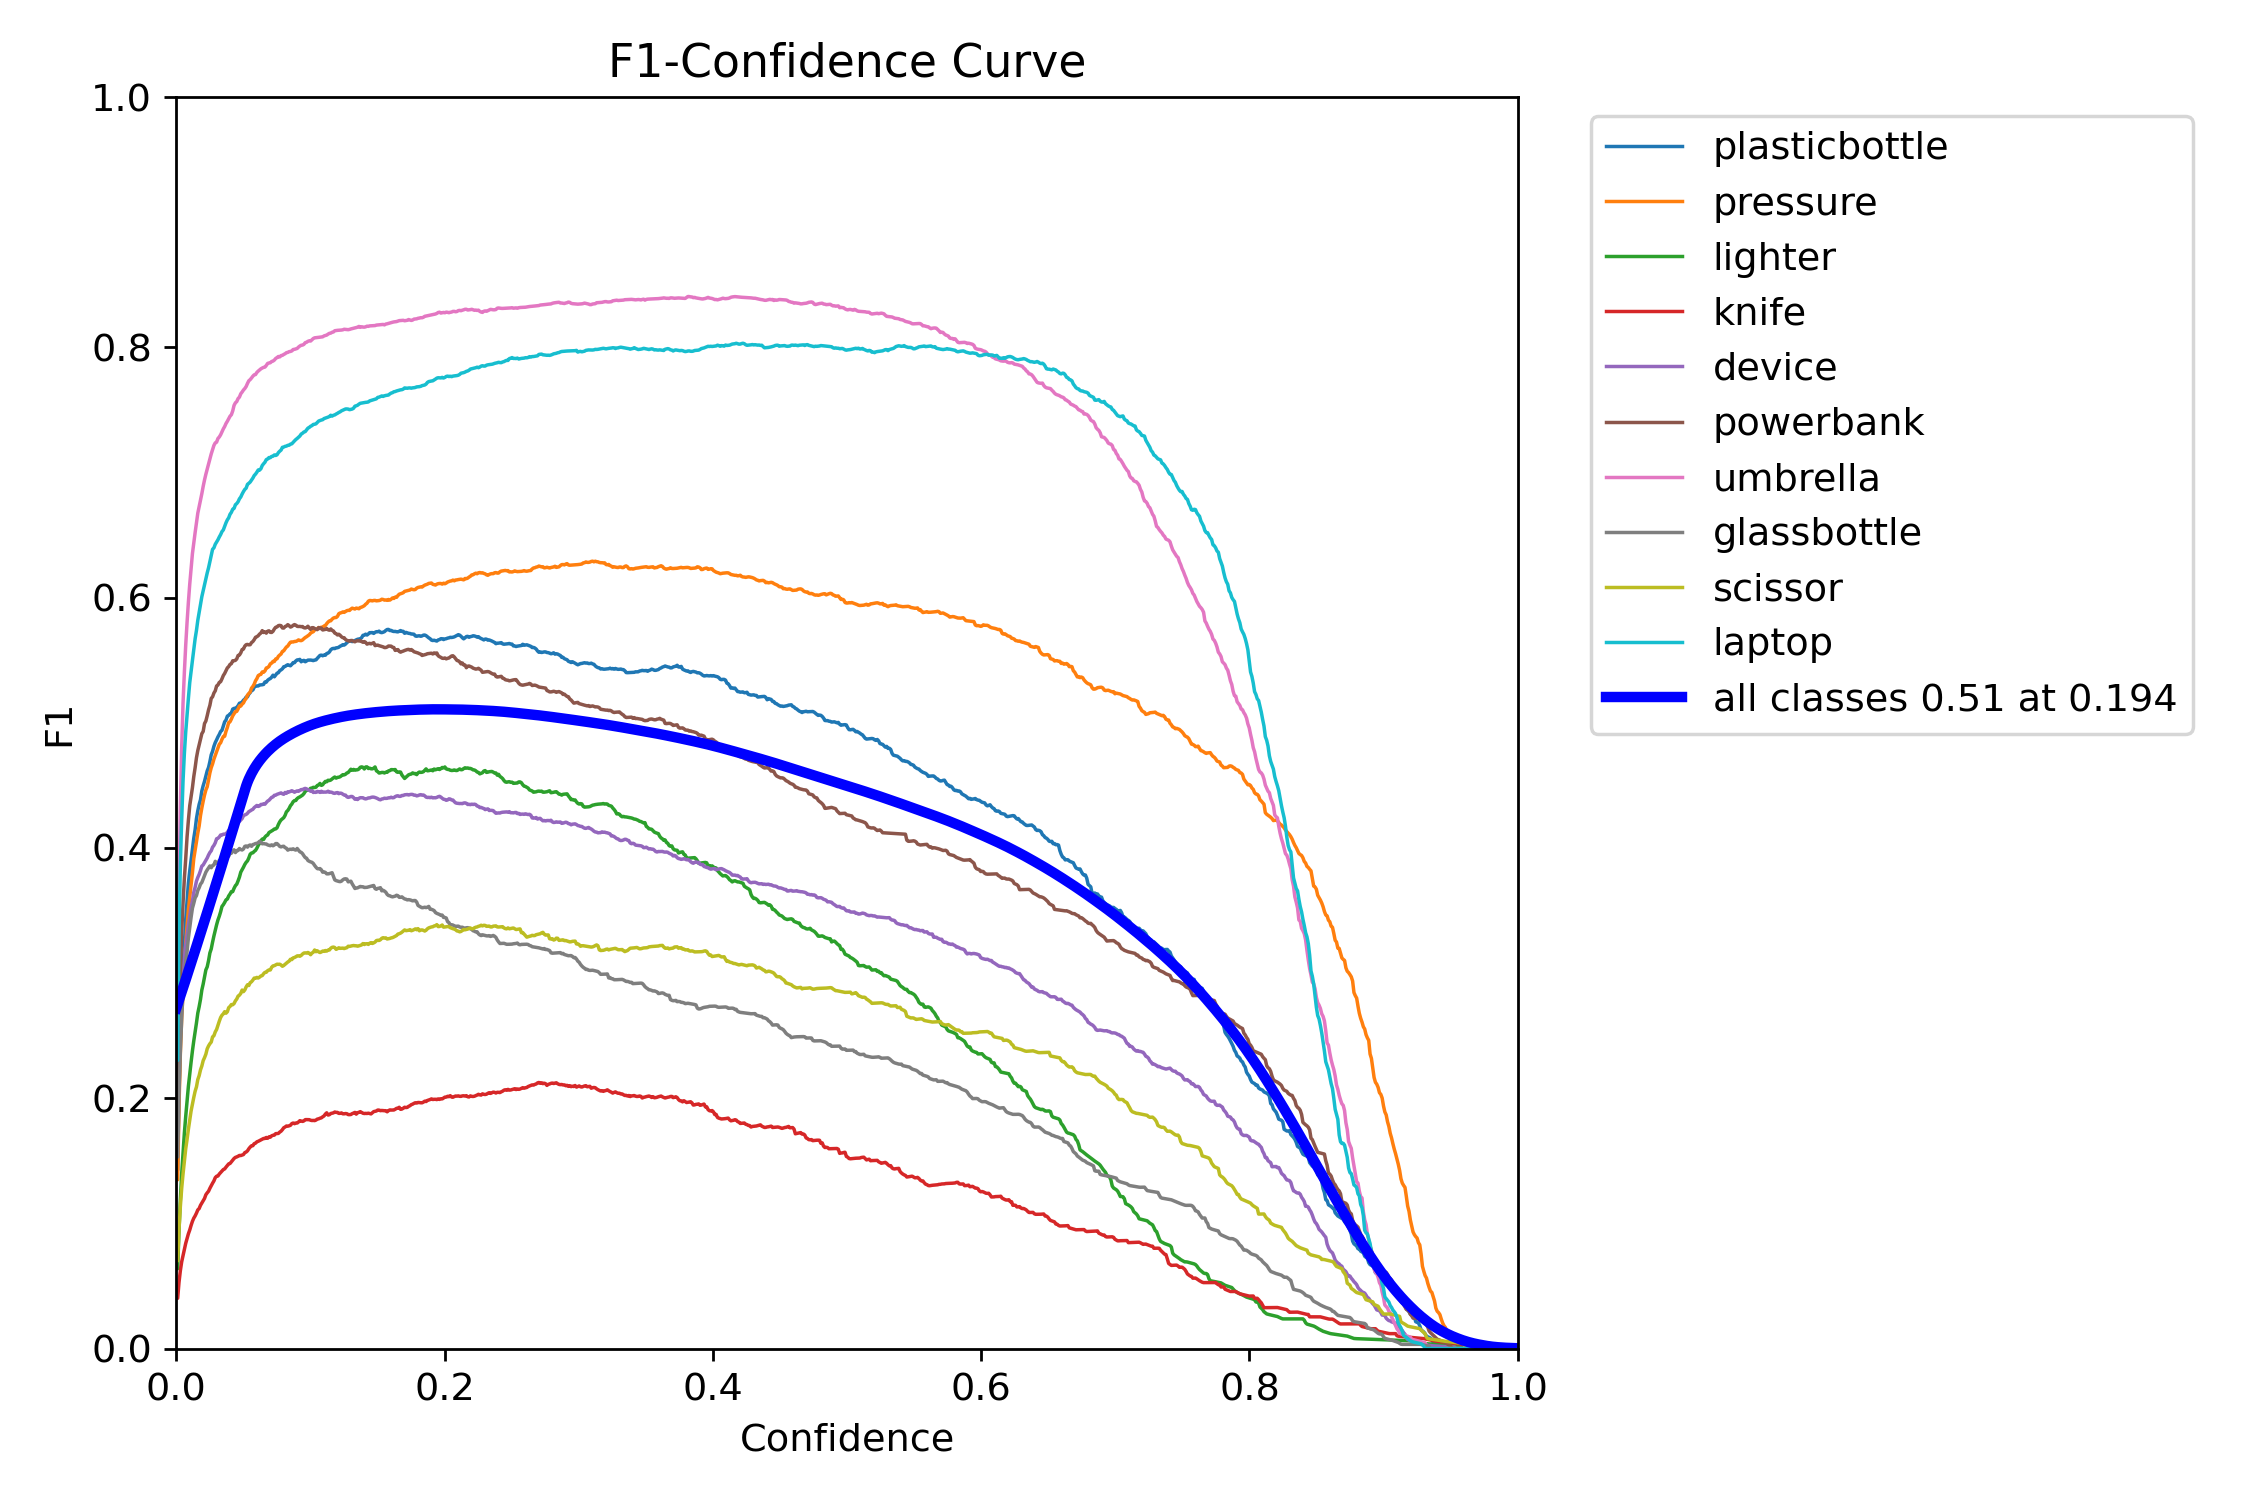 F1-Confidence Curve
1.0
0.8
0.6
0.4
0.2
0.0
F1
0.0 0.2 0.4 0.6 0.8 1.0
Confidence
plasticbottle
pressure
lighter
knife
device
powerbank
umbrella
glassbottle
scissor
laptop
all classes 0.51 at 0.194